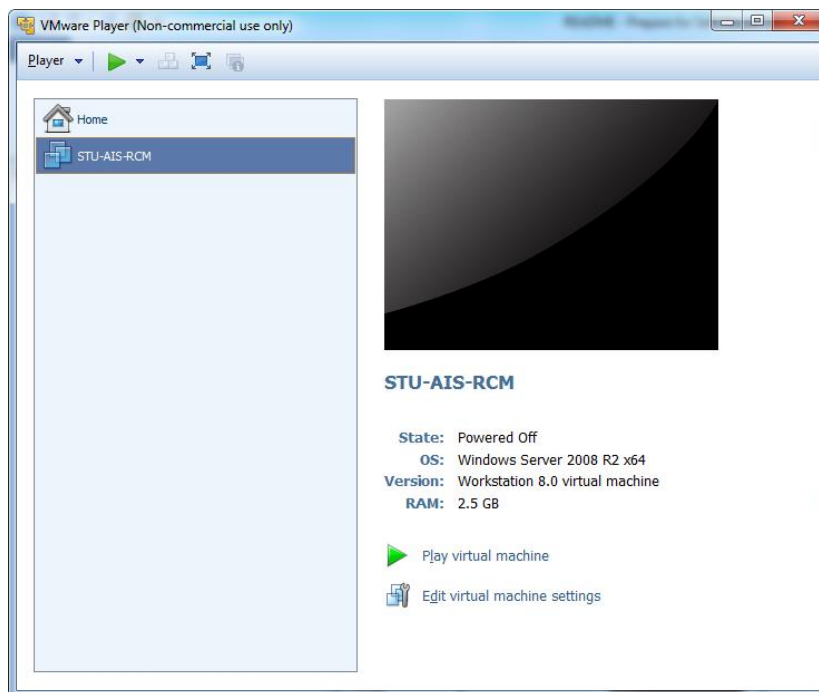 VMware Player (Non-commercial use only)
Player
Home
STU-AIS-RCM
STU-AIS-RCM
State: Powered Off
OS: Windows Server 2008 R2 x64
Version: Workstation 8.0 virtual machine
RAM: 2.5 GB
Play virtual machine
Edit virtual machine settings